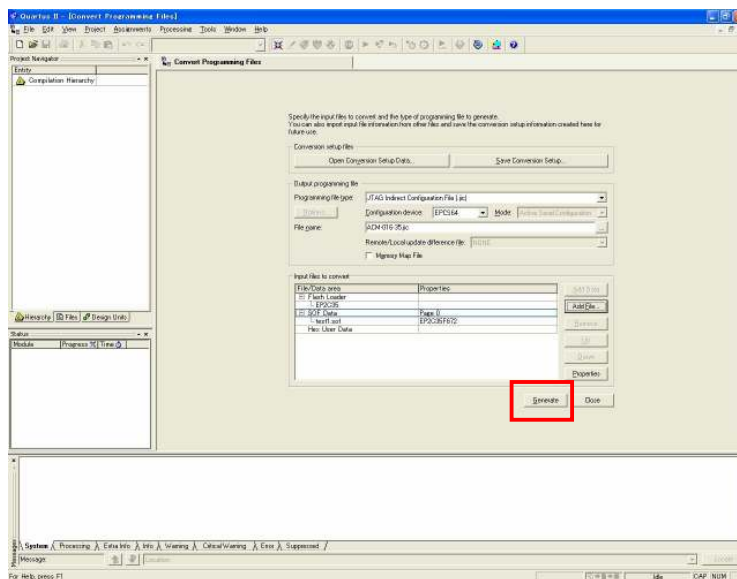 Quartus II - [Convert Programming Files]
File Edit View Project Assignments Processing Tools Window Help
Project Navigator
Convert Programming Files
Entity
Compilation Hierarchy
Specify the input files to convert and the type of programming file to generate.
You can also import input file information from other files and save the conversion setup information created here for
future use.
Conversion setup files
Open Conversion Setup Data...
Save Conversion Setup...
Output programming file
Programming file type:
JTAG Indirect Configuration File (.jic)
Options...
Configuration device:
EPCS64
Mode:
Active Serial Configuration
File name:
ACM-016-35.jic
Remote/Local update difference file:
NONE
Memory Map File
Input files to convert
File/Data area
Properties
Add Data
Flash Loader
Add File...
EP2C35
SOF Data
Page 0
test1.sof
EP2C35F672
Remove
Hex User Data
Up
Down
Properties
Hierarchy
Files
Design Units
Status
Module
Progress %
Time
Generate
Close
System
Processing
Extra Info
Info
Warning
Critical Warning
Error
Suppressed
Messages
Message:
Location:
Locate
For Help, press F1
Idle
CAP
NUM